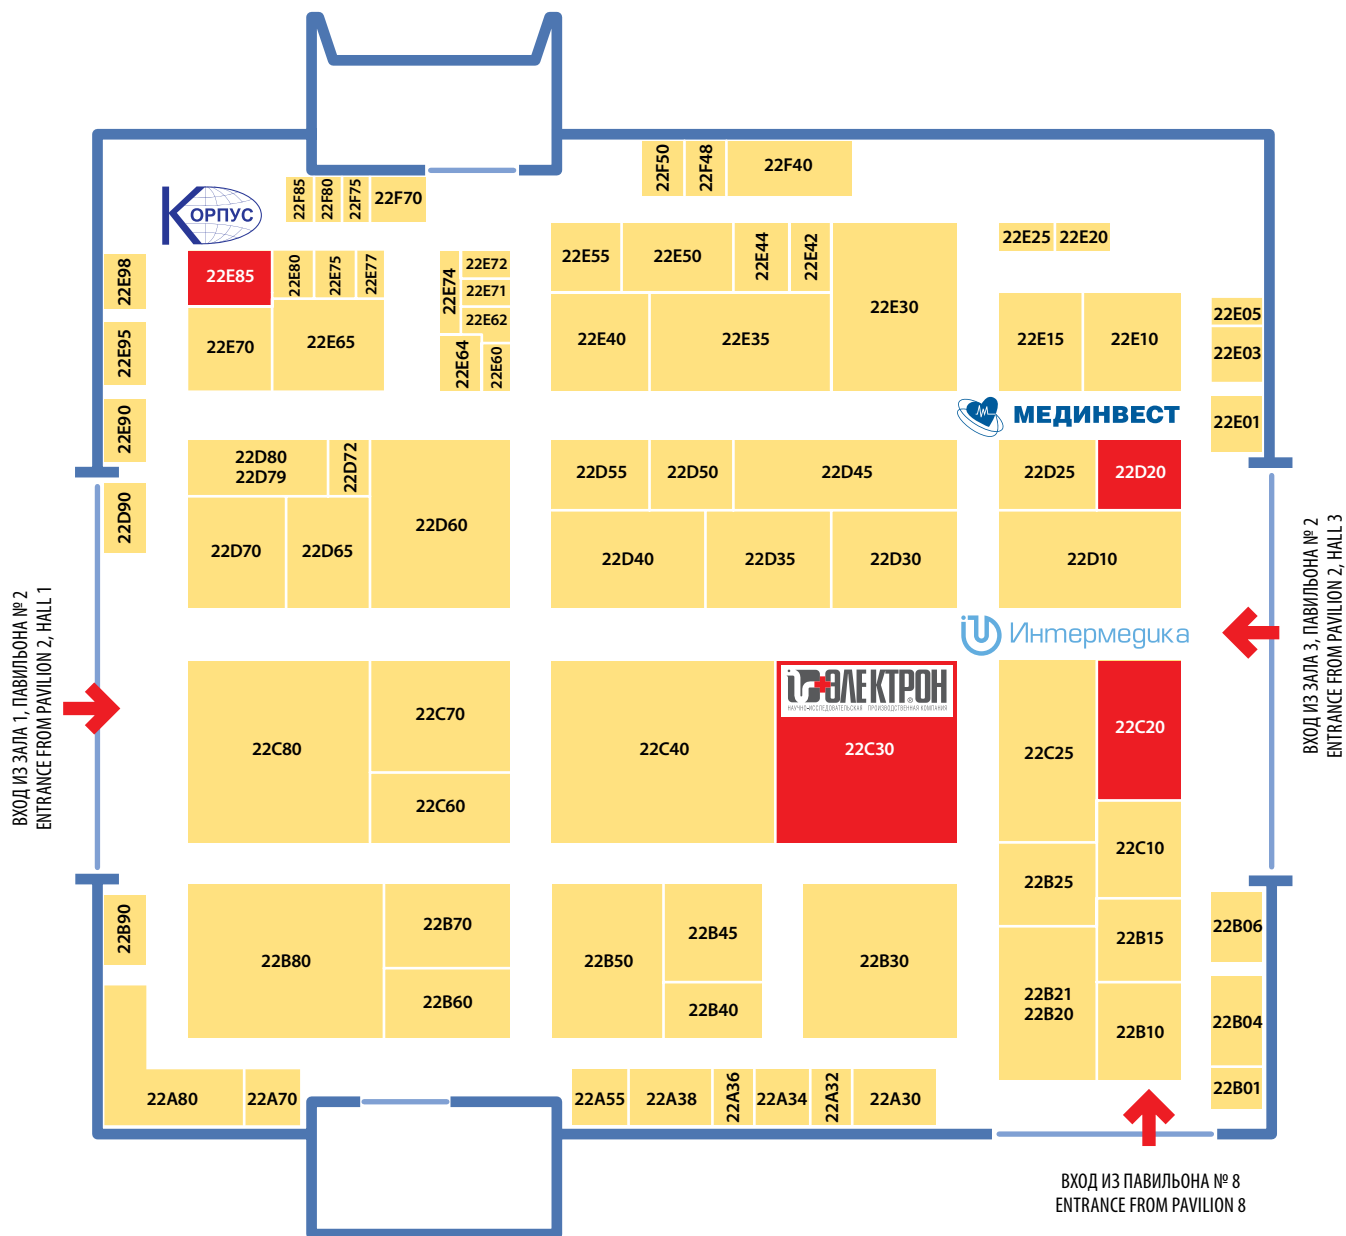 22F50
22F48
22F40
22F85
22F80
22F75
22F70
КОРПУС
22E55
22E50
22E44
22E42
22E30
22E25
22E20
22E98
22E85
22E80
22E75
22E77
22E74
22E72
22E71
22E62
22E64
22E60
22E95
22E70
22E65
22E40
22E35
22E15
22E10
22E05
22E03
22E01
22E90
МЕДИНВЕСТ
22D80
22D79
22D72
22D60
22D55
22D50
22D45
22D25
22D20
22D90
22D70
22D65
22D40
22D35
22D30
22D10
ВХОД ИЗ ЗАЛА 1, ПАВИЛЬОНА № 2
ENTRANCE FROM PAVILION 2, HALL 1
ВХОД ИЗ ЗАЛА 3, ПАВИЛЬОНА № 2
ENTRANCE FROM PAVILION 2, HALL 3
Интермедика
ЭЛЕКТРОН
НАУЧНО-ИССЛЕДОВАТЕЛЬСКАЯ ПРОИЗВОДСТВЕННАЯ КОМПАНИЯ
22C80
22C70
22C60
22C40
22C30
22C25
22C20
22C10
22B90
22B80
22B70
22B60
22B50
22B45
22B40
22B30
22B25
22B15
22B21
22B20
22B10
22B06
22B04
22B01
22A80
22A70
22A55
22A38
22A36
22A34
22A32
22A30
ВХОД ИЗ ПАВИЛЬОНА № 8
ENTRANCE FROM PAVILION 8